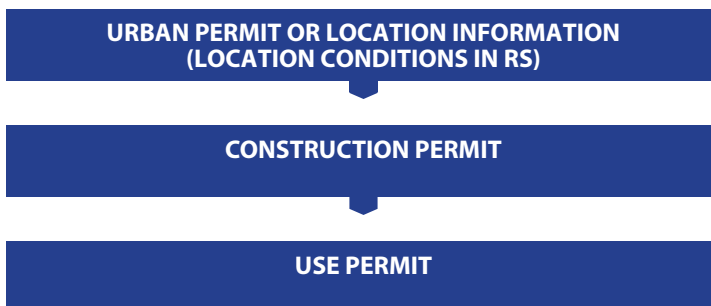 URBAN PERMIT OR LOCATION INFORMATION
(LOCATION CONDITIONS IN RS)
CONSTRUCTION PERMIT
USE PERMIT